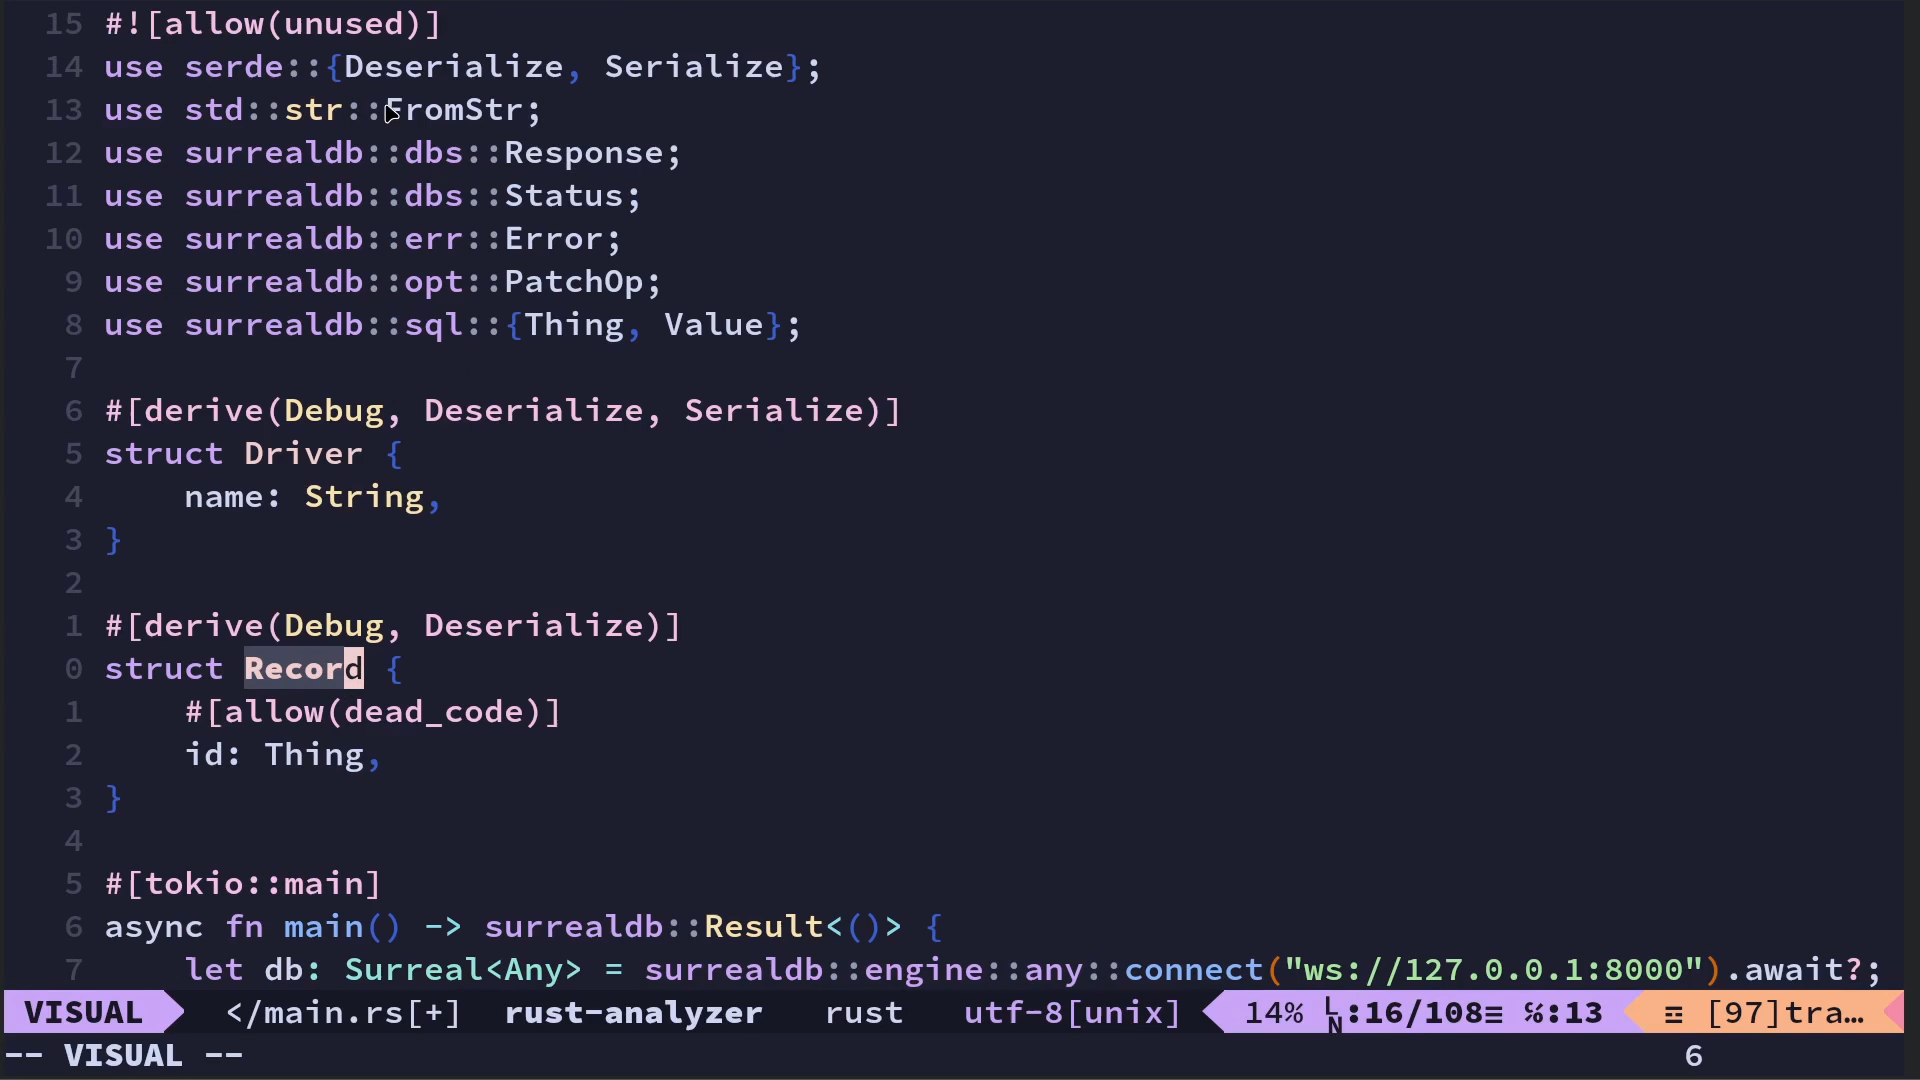 15 #![allow(unused)]
14 use serde::{Deserialize, Serialize};
13 use std::str::FromStr;
12 use surrealdb::dbs::Response;
11 use surrealdb::dbs::Status;
10 use surrealdb::err::Error;
9 use surrealdb::opt::PatchOp;
8 use surrealdb::sql::{Thing, Value};
7
6 #[derive(Debug, Deserialize, Serialize)]
5 struct Driver {
4     name: String,
3 }
2
1 #[derive(Debug, Deserialize)]
0 struct Record {
1     #[allow(dead_code)]
2     id: Thing,
3 }
4
5 #[tokio::main]
6 async fn main() -> surrealdb::Result<()> {
7     let db: Surreal<Any> = surrealdb::engine::any::connect("ws://127.0.0.1:8000").await?;
VISUAL </main.rs[+] rust-analyzer rust utf-8[unix] 14% LN:16/108≡ ℅:13 ☲ [97]tra…
-- VISUAL -- 6